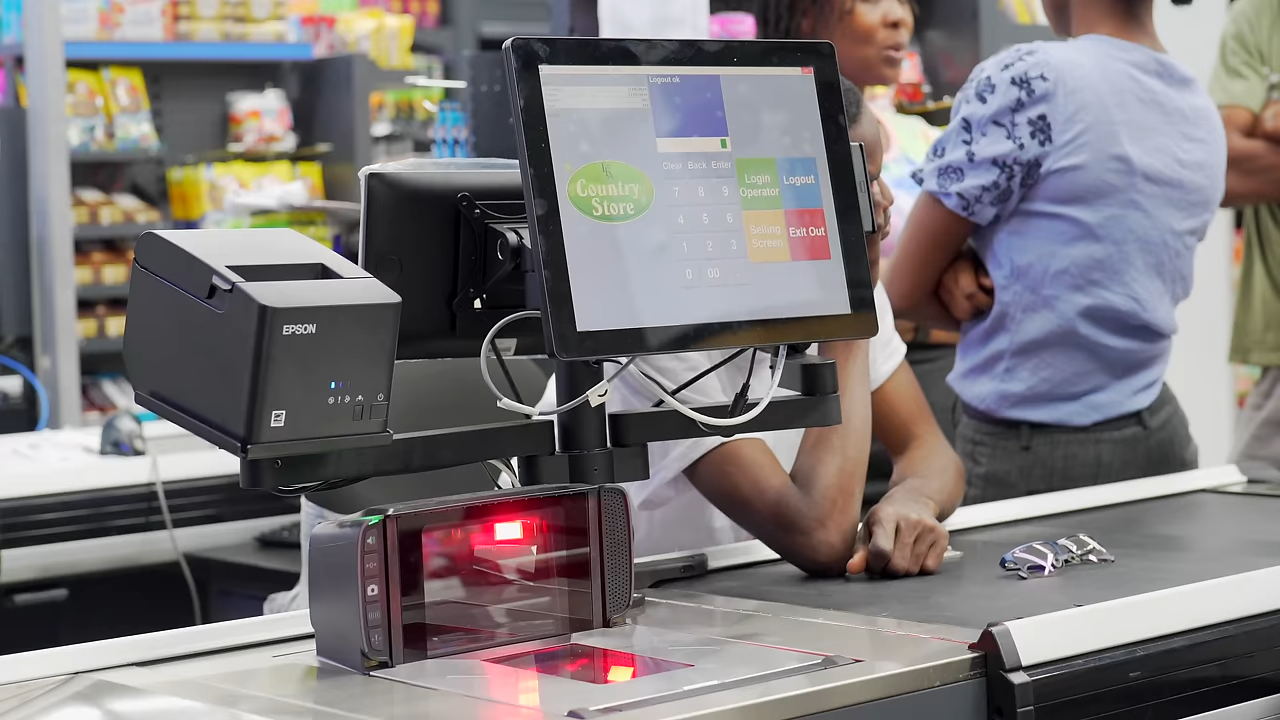 Logout ok
Clear Back Enter
7 8 9
4 5 6
1 2 3
0 00 .
Login
Operator
Logout
Selling
Screen
Exit Out
Country
Store
EPSON